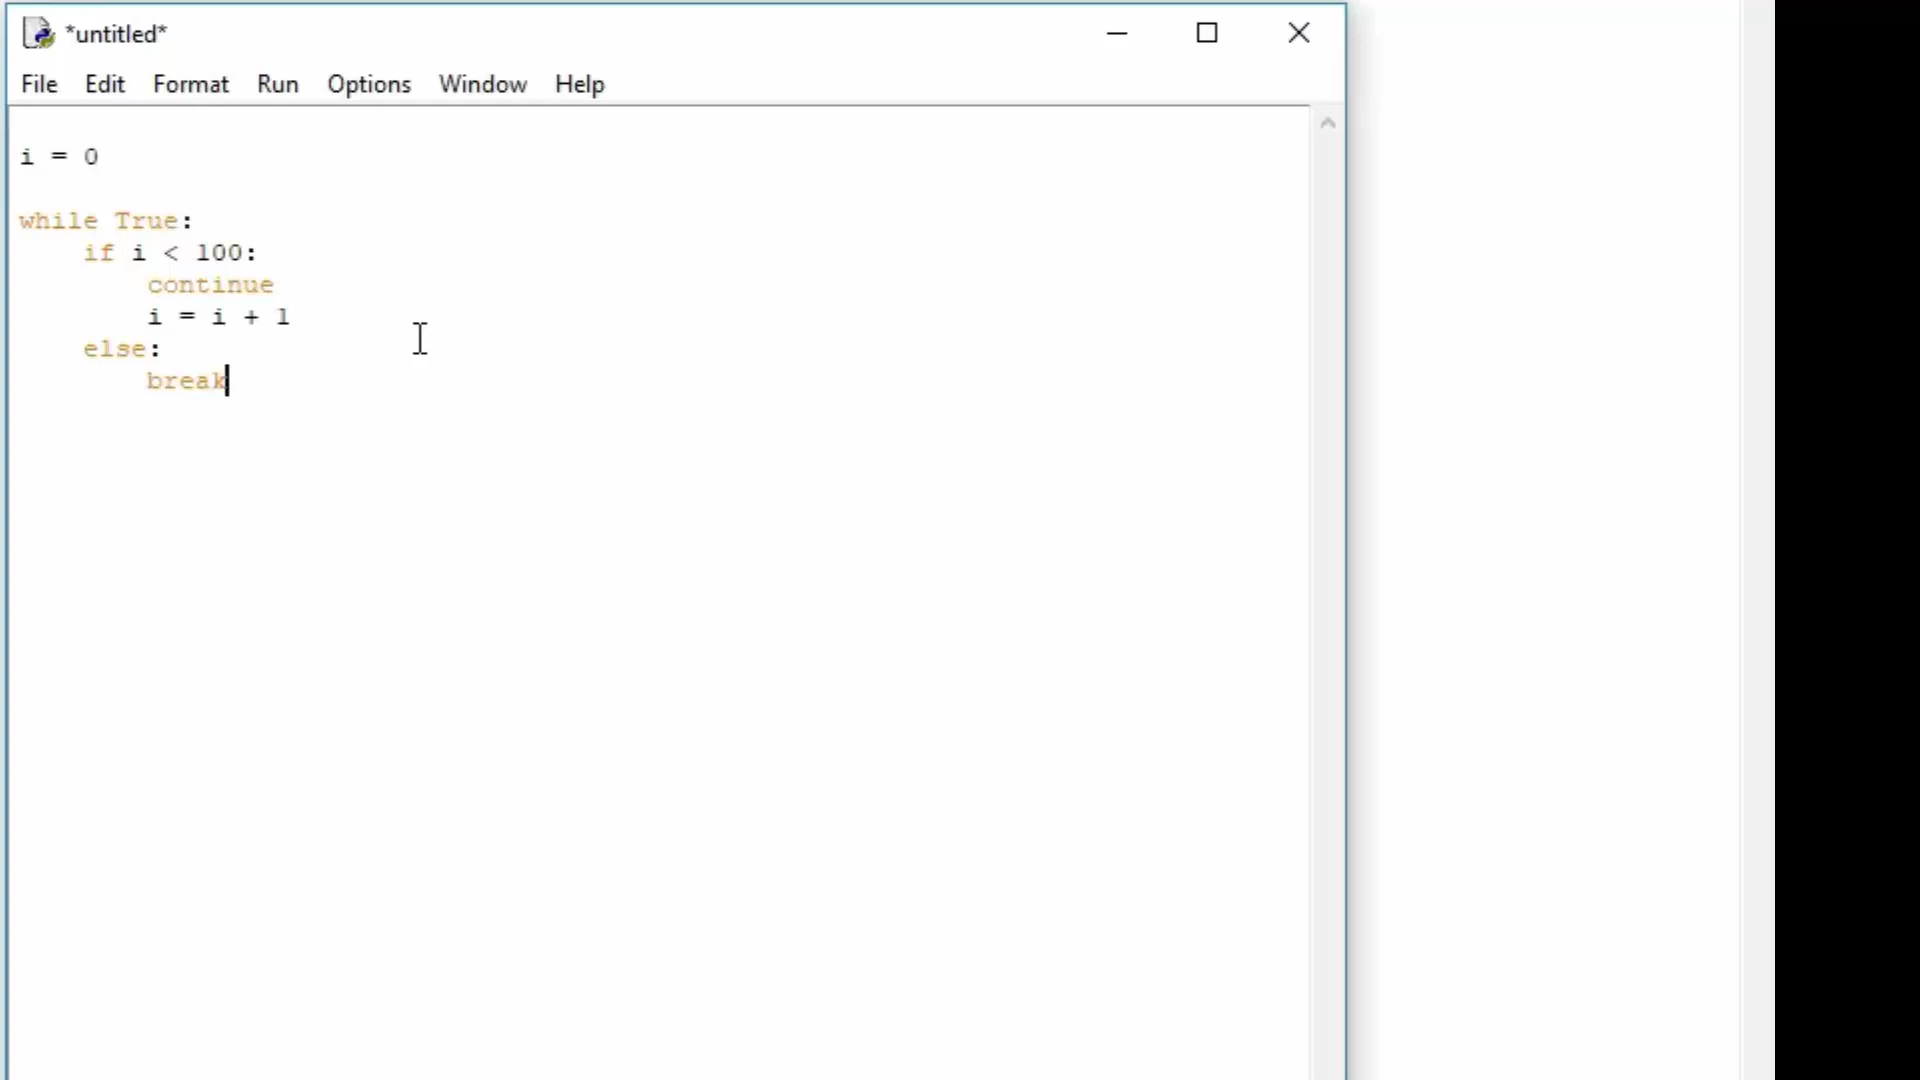 *untitled*
File Edit Format Run Options Window Help
i = 0
while True:
    if i < 100:
        continue
        i = i + 1
    else:
        break